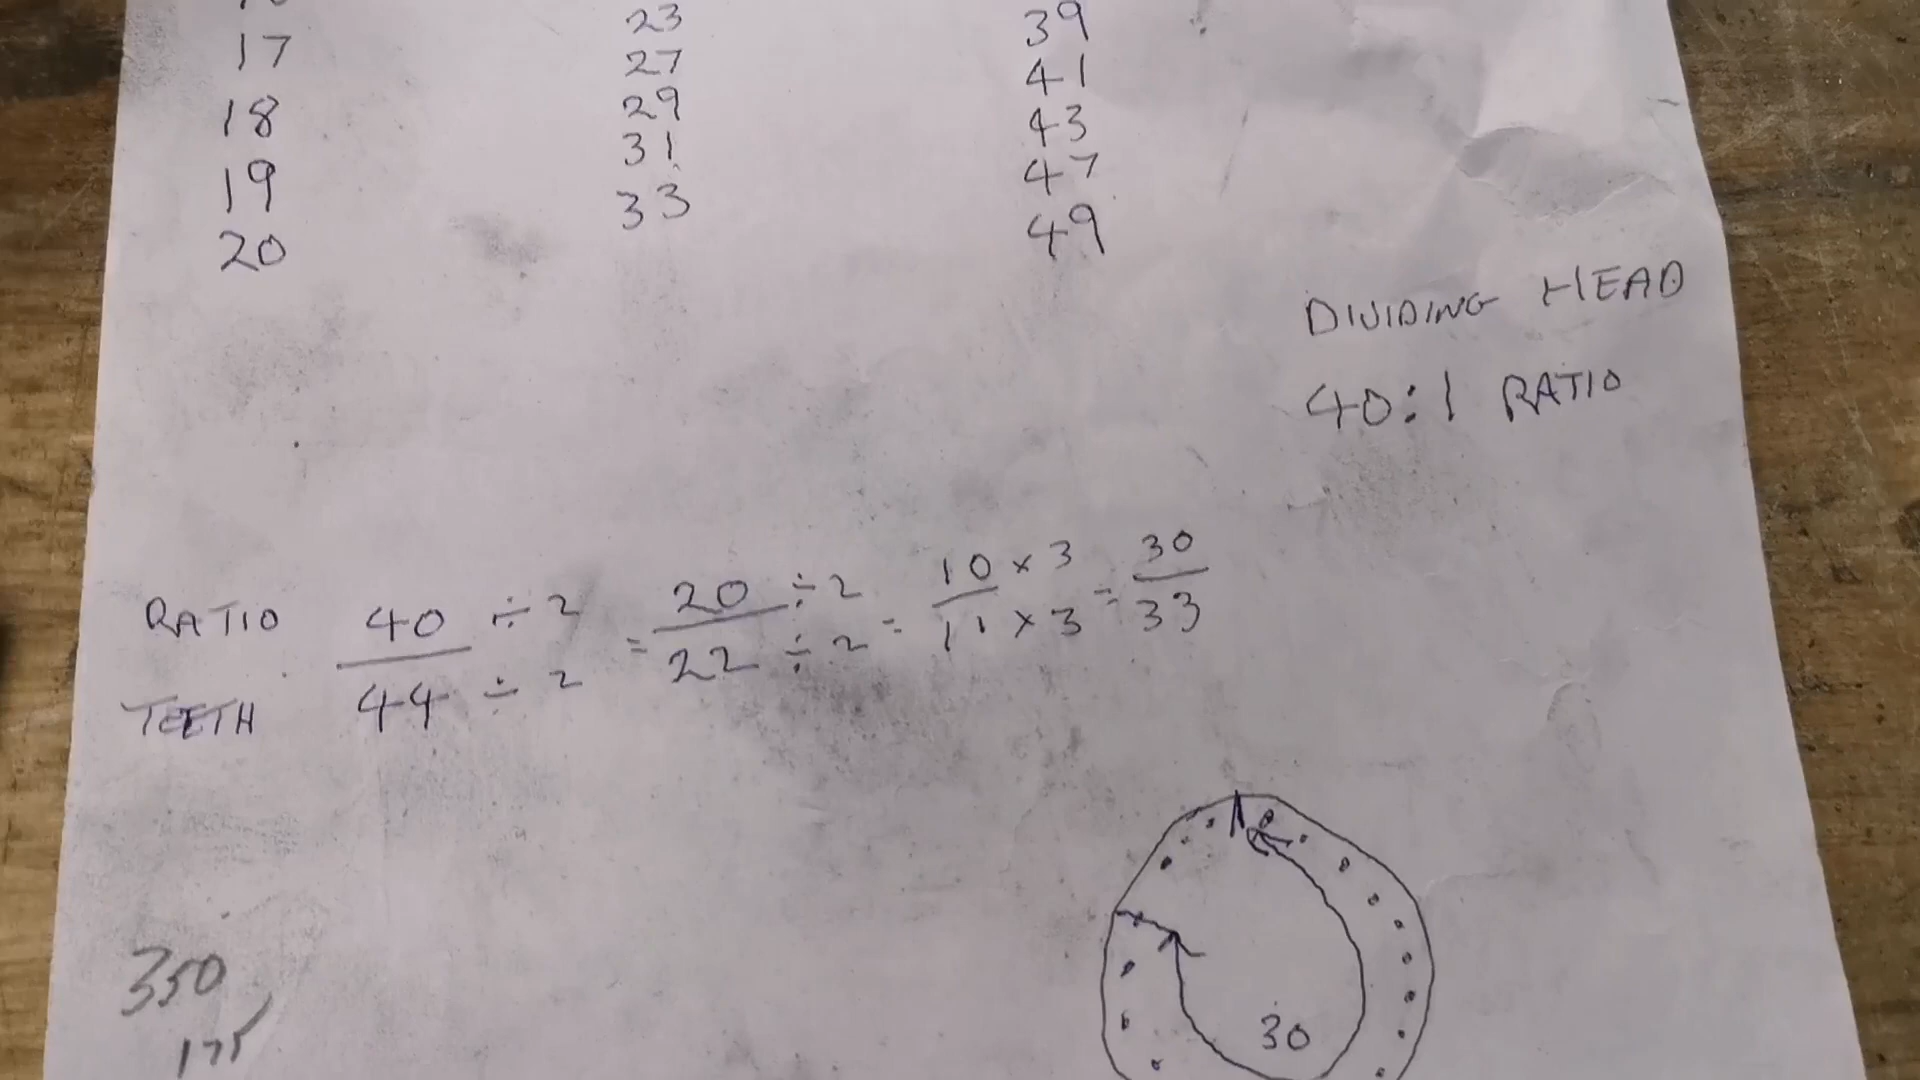 23 39
17 27 41
18 29 43
19 31 47
20 33 49
DIVIDING HEAD
40:1 RATIO
RATIO 40 ÷ 2 = 20 ÷ 2 = 10 × 3 = 30
TEETH 44 ÷ 2 22 ÷ 2 11 × 3 33
350
175
30